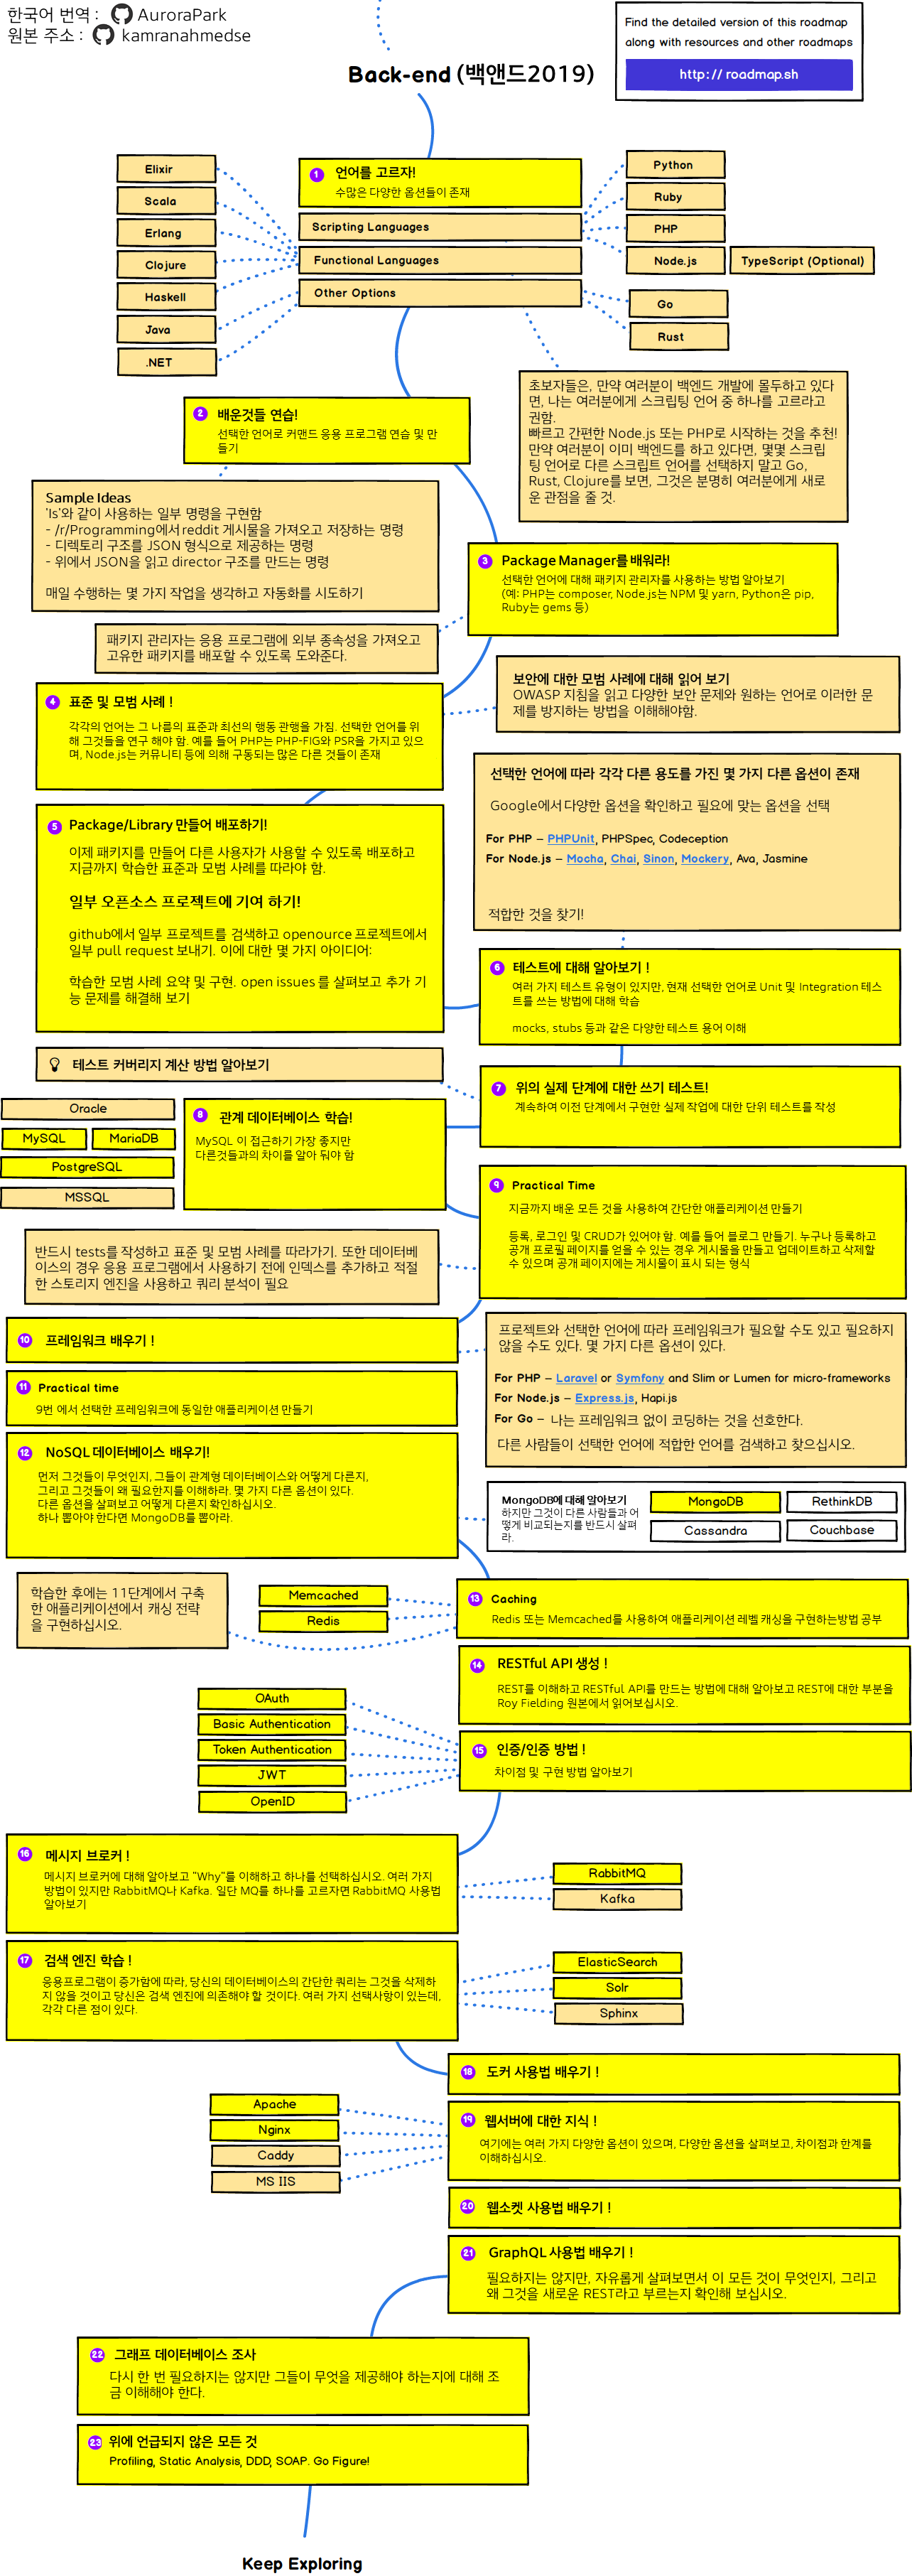 한국어 번역 : AuroraPark
원본 주소 : kamranahmedse
Find the detailed version of this roadmap
along with resources and other roadmaps
http:// roadmap.sh
Back-end (백앤드2019)
1 언어를 고르자!
수많은 다양한 옵션들이 존재
Scripting Languages
Functional Languages
Other Options
Elixir
Scala
Erlang
Clojure
Haskell
Java
.NET
Python
Ruby
PHP
Node.js
TypeScript (Optional)
Go
Rust
초보자들은, 만약 여러분이 백엔드 개발에 몰두하고 있다
면, 나는 여러분에게 스크립팅 언어 중 하나를 고르라고
권함.
빠르고 간편한 Node.js 또는 PHP로 시작하는 것을 추천!
만약 여러분이 이미 백엔드를 하고 있다면, 몇몇 스크립
팅 언어로 다른 스크립트 언어를 선택하지 말고 Go,
Rust, Clojure를 보면, 그것은 분명히 여러분에게 새로
운 관점을 줄 것.
2 배운것들 연습!
선택한 언어로 커맨드 응용 프로그램 연습 및 만
들기
Sample Ideas
'ls'와 같이 사용하는 일부 명령을 구현함
- /r/Programming에서 reddit 게시물을 가져오고 저장하는 명령
- 디렉토리 구조를 JSON 형식으로 제공하는 명령
- 위에서 JSON을 읽고 director 구조를 만드는 명령
매일 수행하는 몇 가지 작업을 생각하고 자동화를 시도하기
3 Package Manager를 배워라!
선택한 언어에 대해 패키지 관리자를 사용하는 방법 알아보기
(예: PHP는 composer, Node.js는 NPM 및 yarn, Python은 pip,
Ruby는 gems 등)
패키지 관리자는 응용 프로그램에 외부 종속성을 가져오고
고유한 패키지를 배포할 수 있도록 도와준다.
보안에 대한 모범 사례에 대해 읽어 보기
OWASP 지침을 읽고 다양한 보안 문제와 원하는 언어로 이러한 문
제를 방지하는 방법을 이해해야함.
4 표준 및 모범 사례 !
각각의 언어는 그 나름의 표준과 최선의 행동 관행을 가짐. 선택한 언어를 위
해 그것들을 연구 해야 함. 예를 들어 PHP는 PHP-FIG와 PSR을 가지고 있으
며, Node.js는 커뮤니티 등에 의해 구동되는 많은 다른 것들이 존재
선택한 언어에 따라 각각 다른 용도를 가진 몇 가지 다른 옵션이 존재
Google에서 다양한 옵션을 확인하고 필요에 맞는 옵션을 선택
For PHP – PHPUnit, PHPSpec, Codeception
For Node.js – Mocha, Chai, Sinon, Mockery, Ava, Jasmine
적합한 것을 찾기!
5 Package/Library 만들어 배포하기!
이제 패키지를 만들어 다른 사용자가 사용할 수 있도록 배포하고
지금까지 학습한 표준과 모범 사례를 따라야 함.
일부 오픈소스 프로젝트에 기여 하기!
github에서 일부 프로젝트를 검색하고 openource 프로젝트에서
일부 pull request 보내기. 이에 대한 몇 가지 아이디어:
학습한 모범 사례 요약 및 구현. open issues 를 살펴보고 추가 기
능 문제를 해결해 보기
6 테스트에 대해 알아보기 !
여러 가지 테스트 유형이 있지만, 현재 선택한 언어로 Unit 및 Integration 테스
트를 쓰는 방법에 대해 학습
mocks, stubs 등과 같은 다양한 테스트 용어 이해
테스트 커버리지 계산 방법 알아보기
7 위의 실제 단계에 대한 쓰기 테스트!
계속하여 이전 단계에서 구현한 실제 작업에 대한 단위 테스트를 작성
Oracle
MySQL
MariaDB
PostgreSQL
MSSQL
8 관계 데이터베이스 학습!
MySQL 이 접근하기 가장 좋지만
다른것들과의 차이를 알아 둬야 함
9 Practical Time
지금까지 배운 모든 것을 사용하여 간단한 애플리케이션 만들기
등록, 로그인 및 CRUD가 있어야 함. 예를 들어 블로그 만들기. 누구나 등록하고
공개 프로필 페이지를 얻을 수 있는 경우 게시물을 만들고 업데이트하고 삭제할
수 있으며 공개 페이지에는 게시물이 표시 되는 형식
반드시 tests를 작성하고 표준 및 모범 사례를 따라가기. 또한 데이터베
이스의 경우 응용 프로그램에서 사용하기 전에 인덱스를 추가하고 적절
한 스토리지 엔진을 사용하고 쿼리 분석이 필요
10 프레임워크 배우기 !
프로젝트와 선택한 언어에 따라 프레임워크가 필요할 수도 있고 필요하지
않을 수도 있다. 몇 가지 다른 옵션이 있다.
For PHP – Laravel or Symfony and Slim or Lumen for micro-frameworks
For Node.js – Express.js, Hapi.js
For Go – 나는 프레임워크 없이 코딩하는 것을 선호한다.
다른 사람들이 선택한 언어에 적합한 언어를 검색하고 찾으십시오.
11 Practical time
9번 에서 선택한 프레임워크에 동일한 애플리케이션 만들기
12 NoSQL 데이터베이스 배우기!
먼저 그것들이 무엇인지, 그들이 관계형 데이터베이스와 어떻게 다른지,
그리고 그것들이 왜 필요한지를 이해하라. 몇 가지 다른 옵션이 있다.
다른 옵션을 살펴보고 어떻게 다른지 확인하십시오.
하나 뽑아야 한다면 MongoDB를 뽑아라.
MongoDB에 대해 알아보기
하지만 그것이 다른 사람들과 어
떻게 비교되는지를 반드시 살펴
라.
MongoDB
RethinkDB
Cassandra
Couchbase
학습한 후에는 11단계에서 구축
한 애플리케이션에서 캐싱 전략
을 구현하십시오.
Memcached
Redis
13 Caching
Redis 또는 Memcached를 사용하여 애플리케이션 레벨 캐싱을 구현하는방법 공부
14 RESTful API 생성 !
REST를 이해하고 RESTful API를 만드는 방법에 대해 알아보고 REST에 대한 부분을
Roy Fielding 원본에서 읽어보십시오.
OAuth
Basic Authentication
Token Authentication
JWT
OpenID
15 인증/인증 방법 !
차이점 및 구현 방법 알아보기
16 메시지 브로커 !
메시지 브로커에 대해 알아보고 "Why"를 이해하고 하나를 선택하십시오. 여러 가지
방법이 있지만 RabbitMQ나 Kafka. 일단 MQ를 하나를 고르자면 RabbitMQ 사용법
알아보기
RabbitMQ
Kafka
17 검색 엔진 학습 !
응용프로그램이 증가함에 따라, 당신의 데이터베이스의 간단한 쿼리는 그것을 삭제하
지 않을 것이고 당신은 검색 엔진에 의존해야 할 것이다. 여러 가지 선택사항이 있는데,
각각 다른 점이 있다.
ElasticSearch
Solr
Sphinx
18 도커 사용법 배우기 !
Apache
Nginx
Caddy
MS IIS
19 웹서버에 대한 지식 !
여기에는 여러 가지 다양한 옵션이 있으며, 다양한 옵션을 살펴보고, 차이점과 한계를
이해하십시오.
20 웹소켓 사용법 배우기 !
21 GraphQL 사용법 배우기 !
필요하지는 않지만, 자유롭게 살펴보면서 이 모든 것이 무엇인지, 그리고
왜 그것을 새로운 REST라고 부르는지 확인해 보십시오.
22 그래프 데이터베이스 조사
다시 한 번 필요하지는 않지만 그들이 무엇을 제공해야 하는지에 대해 조
금 이해해야 한다.
23 위에 언급되지 않은 모든 것
Profiling, Static Analysis, DDD, SOAP. Go Figure!
Keep Exploring